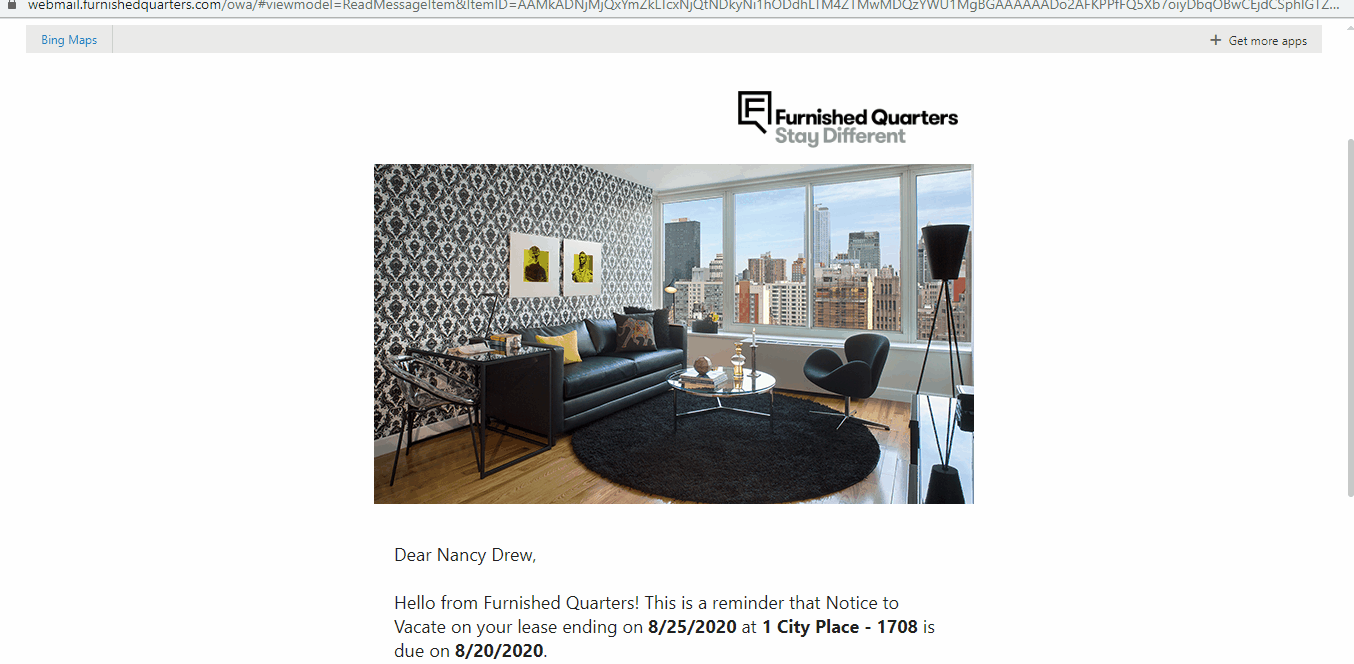 webmail.furnishedquarters.com/owa/#viewmodel=ReadMessageItem&ItemID=
Bing Maps
+ Get more apps
Furnished Quarters
Stay Different
Dear Nancy Drew,
Hello from Furnished Quarters! This is a reminder that Notice to
Vacate on your lease ending on 8/25/2020 at 1 City Place - 1708 is
due on 8/20/2020.